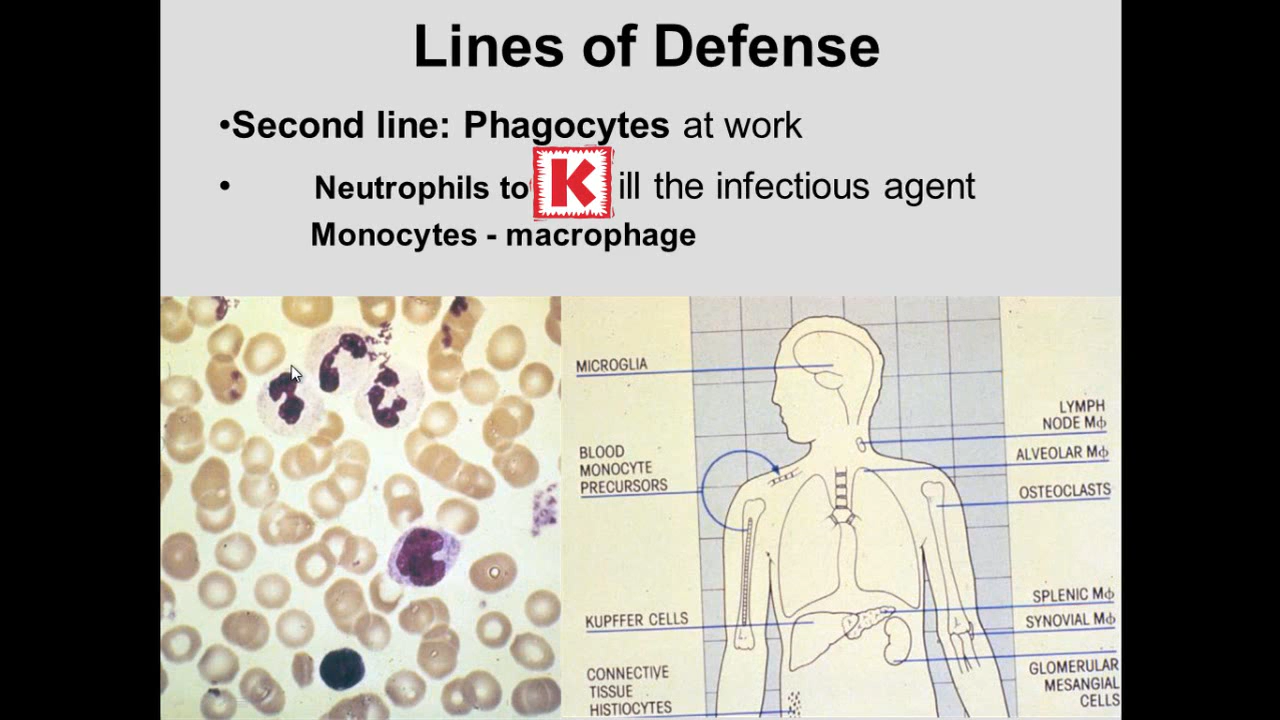 Lines of Defense
•Second line: Phagocytes at work
• Neutrophils to Kill the infectious agent
Monocytes - macrophage
MICROGLIA
BLOOD
MONOCYTE
PRECURSORS
KUPFFER CELLS
CONNECTIVE
TISSUE
HISTIOCYTES
LYMPH
NODE Mϕ
ALVEOLAR Mϕ
OSTEOCLASTS
SPLENIC Mϕ
SYNOVIAL Mϕ
GLOMERULAR
MESANGIAL
CELLS